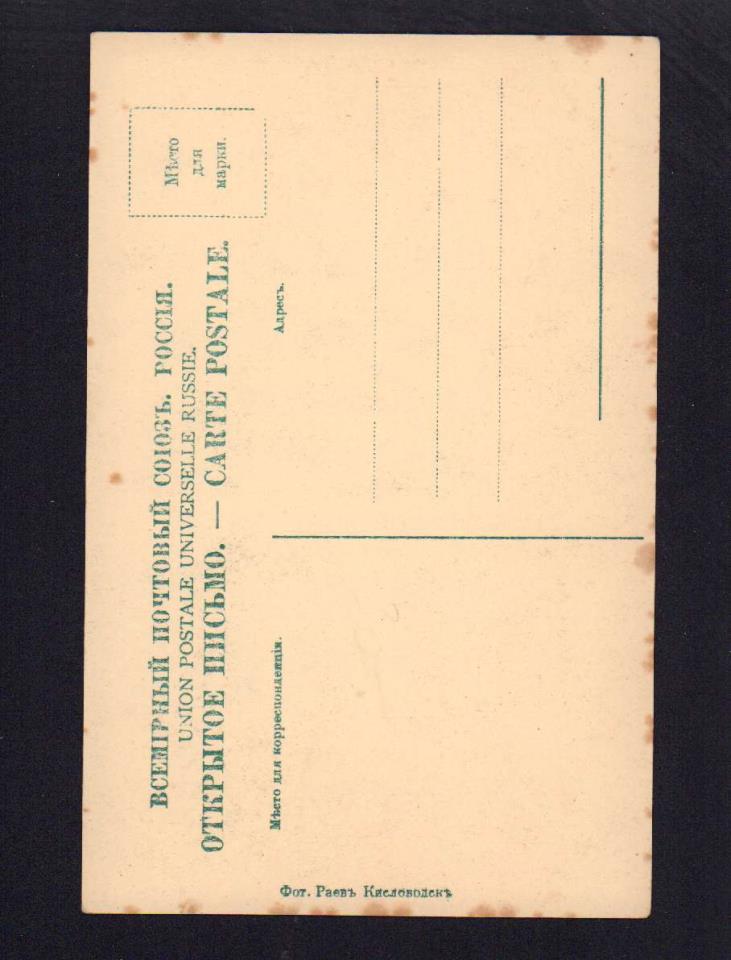 Мѣсто
для
марки.
ВСЕМІРНЫЙ ПОЧТОВЫЙ СОЮЗЪ. РОССІЯ.
UNION POSTALE UNIVERSELLE RUSSIE.
ОТКРЫТОЕ ПИСЬМО. — CARTE POSTALE.
Мѣсто для корреспонденціи.
Адресъ.
Фот. Раевъ Кисловодскъ